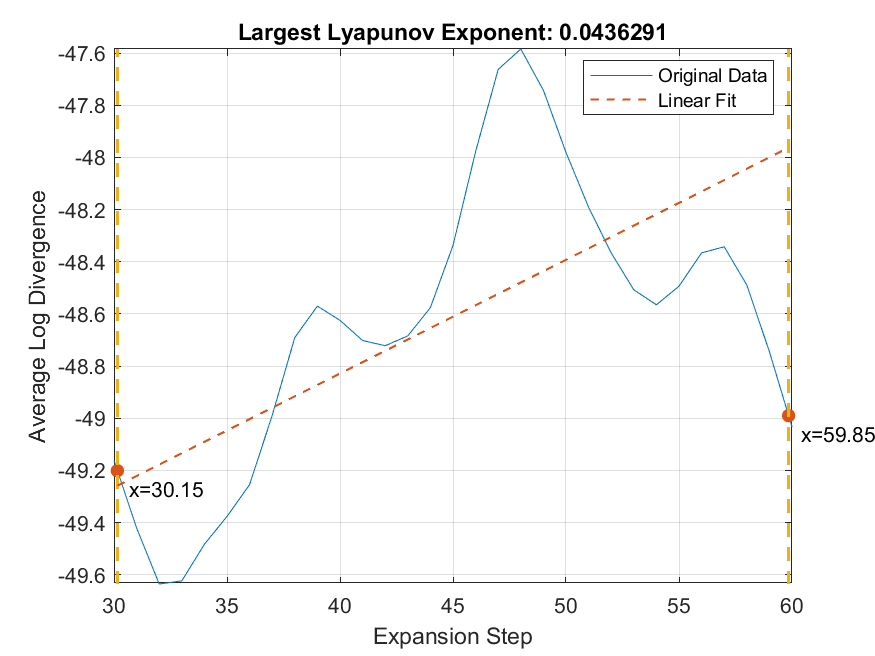 Largest Lyapunov Exponent: 0.0436291
Original Data
Linear Fit
Average Log Divergence
-47.6
-47.8
-48
-48.2
-48.4
-48.6
-48.8
-49
-49.2
-49.4
-49.6
x=30.15
x=59.85
30 35 40 45 50 55 60
Expansion Step